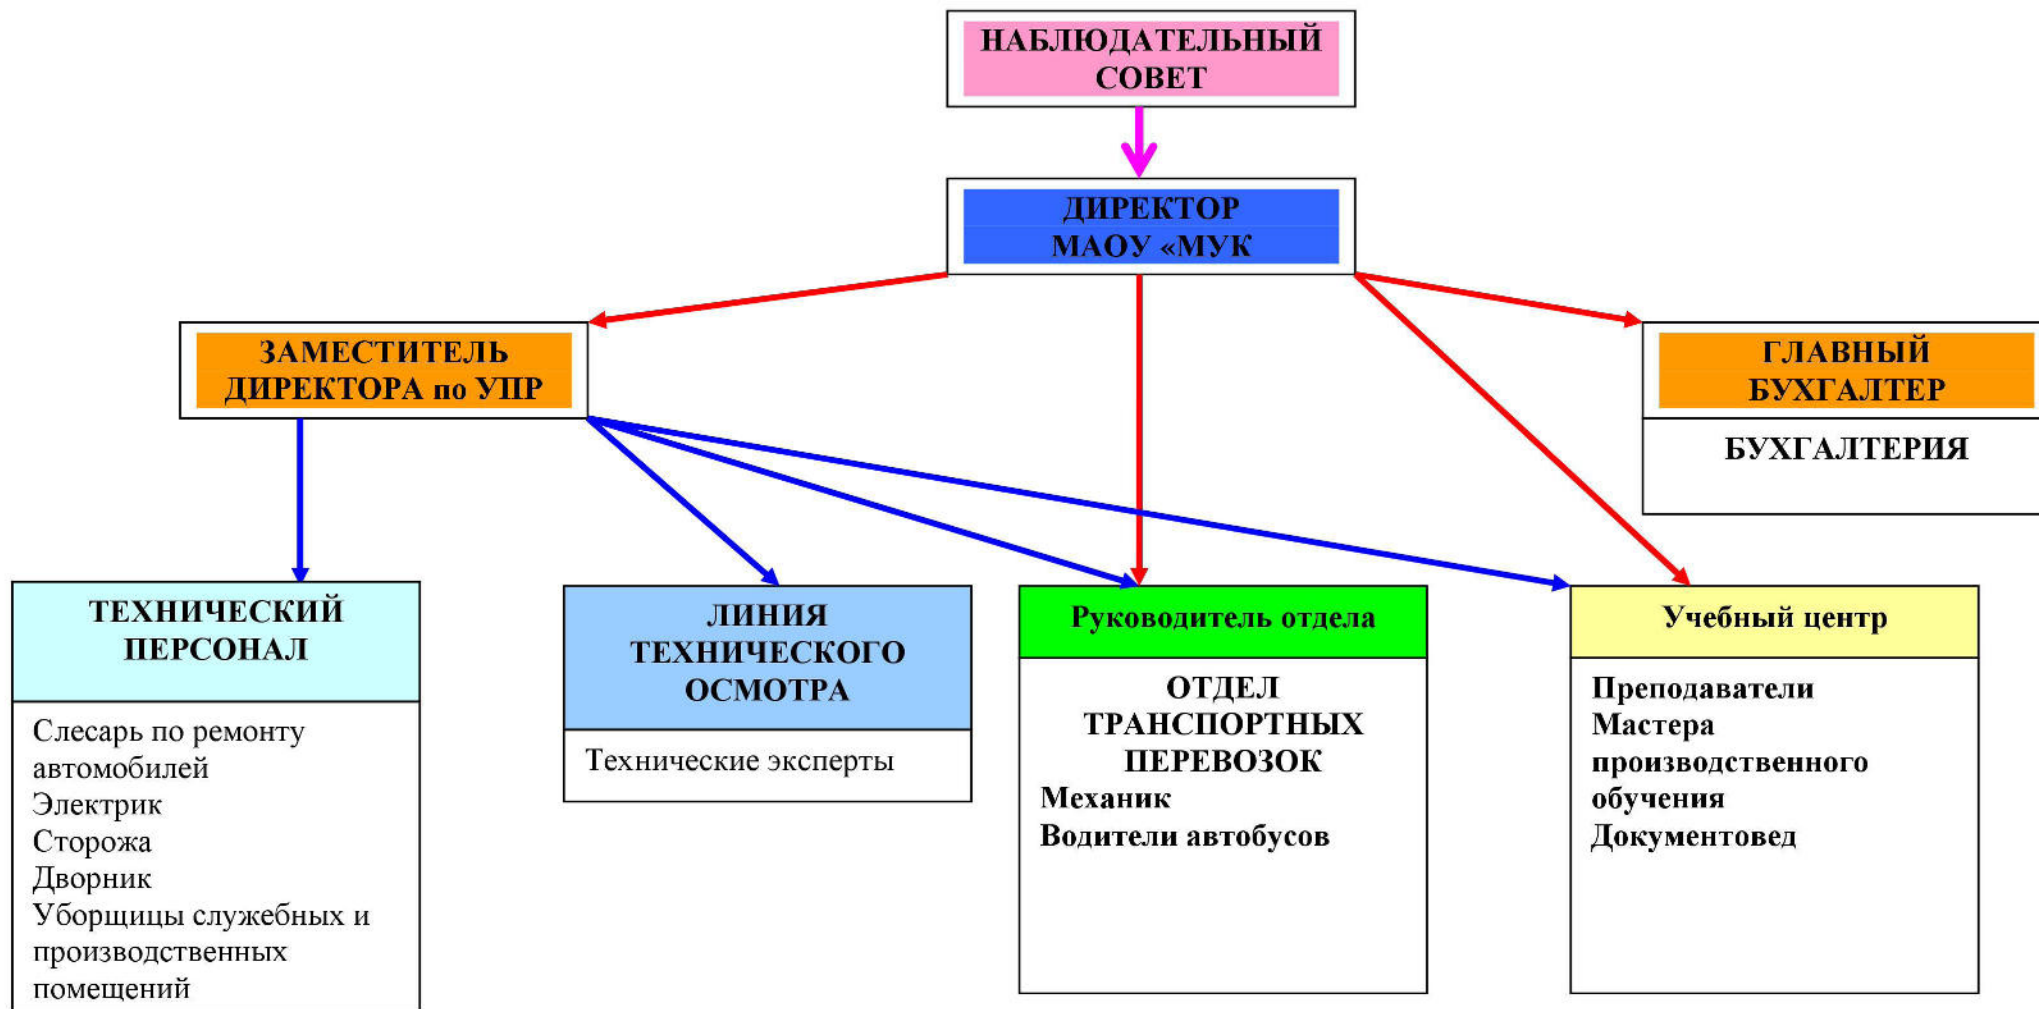 НАБЛЮДАТЕЛЬНЫЙ
СОВЕТ
ДИРЕКТОР
МАОУ «МУК
ЗАМЕСТИТЕЛЬ
ДИРЕКТОРА по УПР
ГЛАВНЫЙ
БУХГАЛТЕР
БУХГАЛТЕРИЯ
ТЕХНИЧЕСКИЙ
ПЕРСОНАЛ
Слесарь по ремонту
автомобилей
Электрик
Сторожа
Дворник
Уборщицы служебных и
производственных
помещений
ЛИНИЯ
ТЕХНИЧЕСКОГО
ОСМОТРА
Технические эксперты
Руководитель отдела
ОТДЕЛ
ТРАНСПОРТНЫХ
ПЕРЕВОЗОК
Механик
Водители автобусов
Учебный центр
Преподаватели
Мастера
производственного
обучения
Документовед